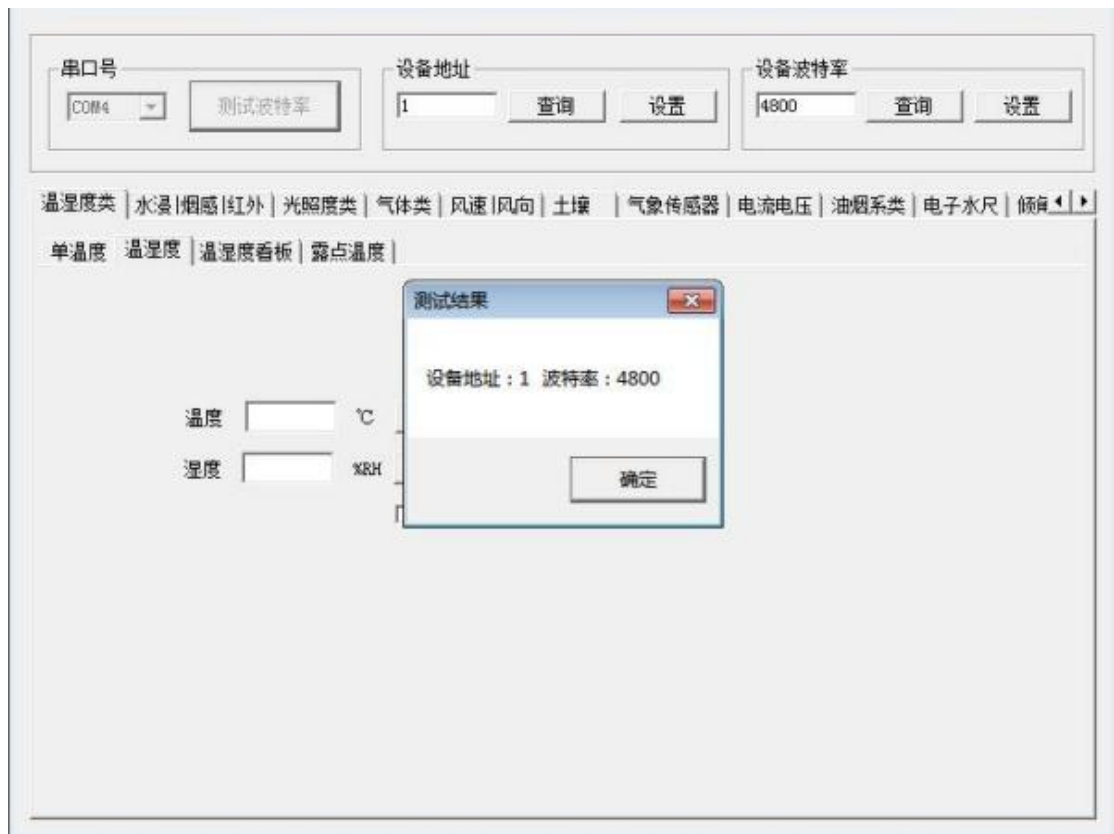 串口号 设备地址 设备波特率
COM4 测试波特率 1 查询 设置 4800 查询 设置
温湿度类 水浸|烟感|红外 光照度类 气体类 风速|风向 土壤 气象传感器 电流电压 油烟系类 电子水尺
单温度 温湿度 温湿度看板 露点温度
测试结果
设备地址：1 波特率：4800
温度 ℃
湿度 %RH
确定